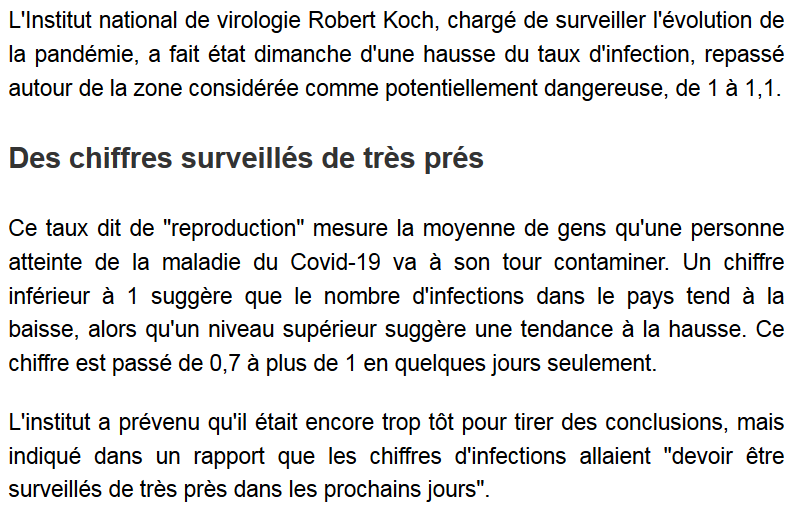 L'Institut national de virologie Robert Koch, chargé de surveiller l'évolution de
la pandémie, a fait état dimanche d'une hausse du taux d'infection, repassé
autour de la zone considérée comme potentiellement dangereuse, de 1 à 1,1.
Des chiffres surveillés de très prés
Ce taux dit de "reproduction" mesure la moyenne de gens qu'une personne
atteinte de la maladie du Covid-19 va à son tour contaminer. Un chiffre
inférieur à 1 suggère que le nombre d'infections dans le pays tend à la
baisse, alors qu'un niveau supérieur suggère une tendance à la hausse. Ce
chiffre est passé de 0,7 à plus de 1 en quelques jours seulement.
L'institut a prévenu qu'il était encore trop tôt pour tirer des conclusions, mais
indiqué dans un rapport que les chiffres d'infections allaient "devoir être
surveillés de très près dans les prochains jours".